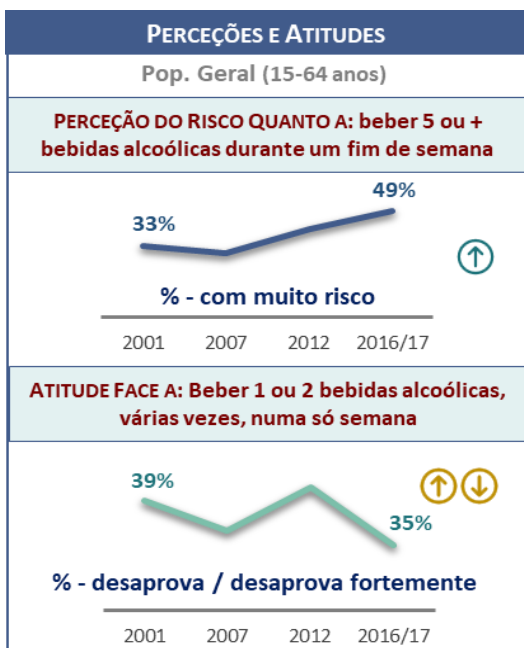 PERCEÇÕES E ATITUDES
Pop. Geral (15-64 anos)
PERCEÇÃO DO RISCO QUANTO A: beber 5 ou +
bebidas alcoólicas durante um fim de semana
49%
33%
% - com muito risco
2001 2007 2012 2016/17
ATITUDE FACE A: Beber 1 ou 2 bebidas alcoólicas,
várias vezes, numa só semana
39%
35%
% - desaprova / desaprova fortemente
2001 2007 2012 2016/17